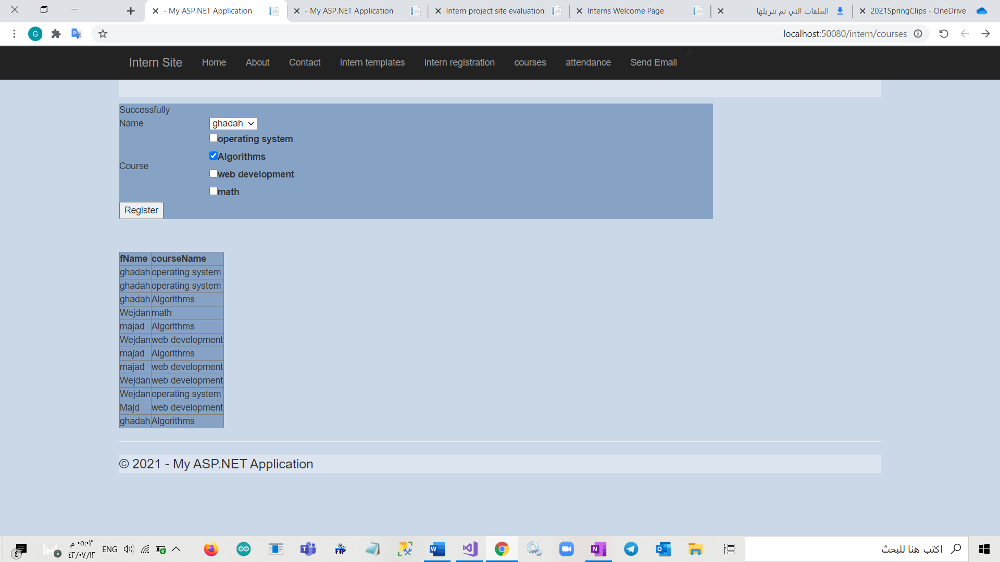 - My ASP.NET Application
- My ASP.NET Application
Intern project site evaluation
Interns Welcome Page
الملفات التي تم تنزيلها
2021SpringClips - OneDrive
G
localhost:50080/intern/courses
Intern Site Home About Contact intern templates intern registration courses attendance Send Email
//
Successfully
Name ghadah
operating system
Algorithms
Course
web development
math
Register
fName courseName
ghadah operating system
ghadah operating system
ghadah Algorithms
Wejdan math
majad Algorithms
Wejdan web development
majad Algorithms
majad web development
Wejdan web development
Wejdan operating system
Majd web development
ghadah Algorithms
© 2021 - My ASP.NET Application
٠٥:٠٣ م
٤٢/٠٧/١٢
ENG
FTP
اكتب هنا للبحث